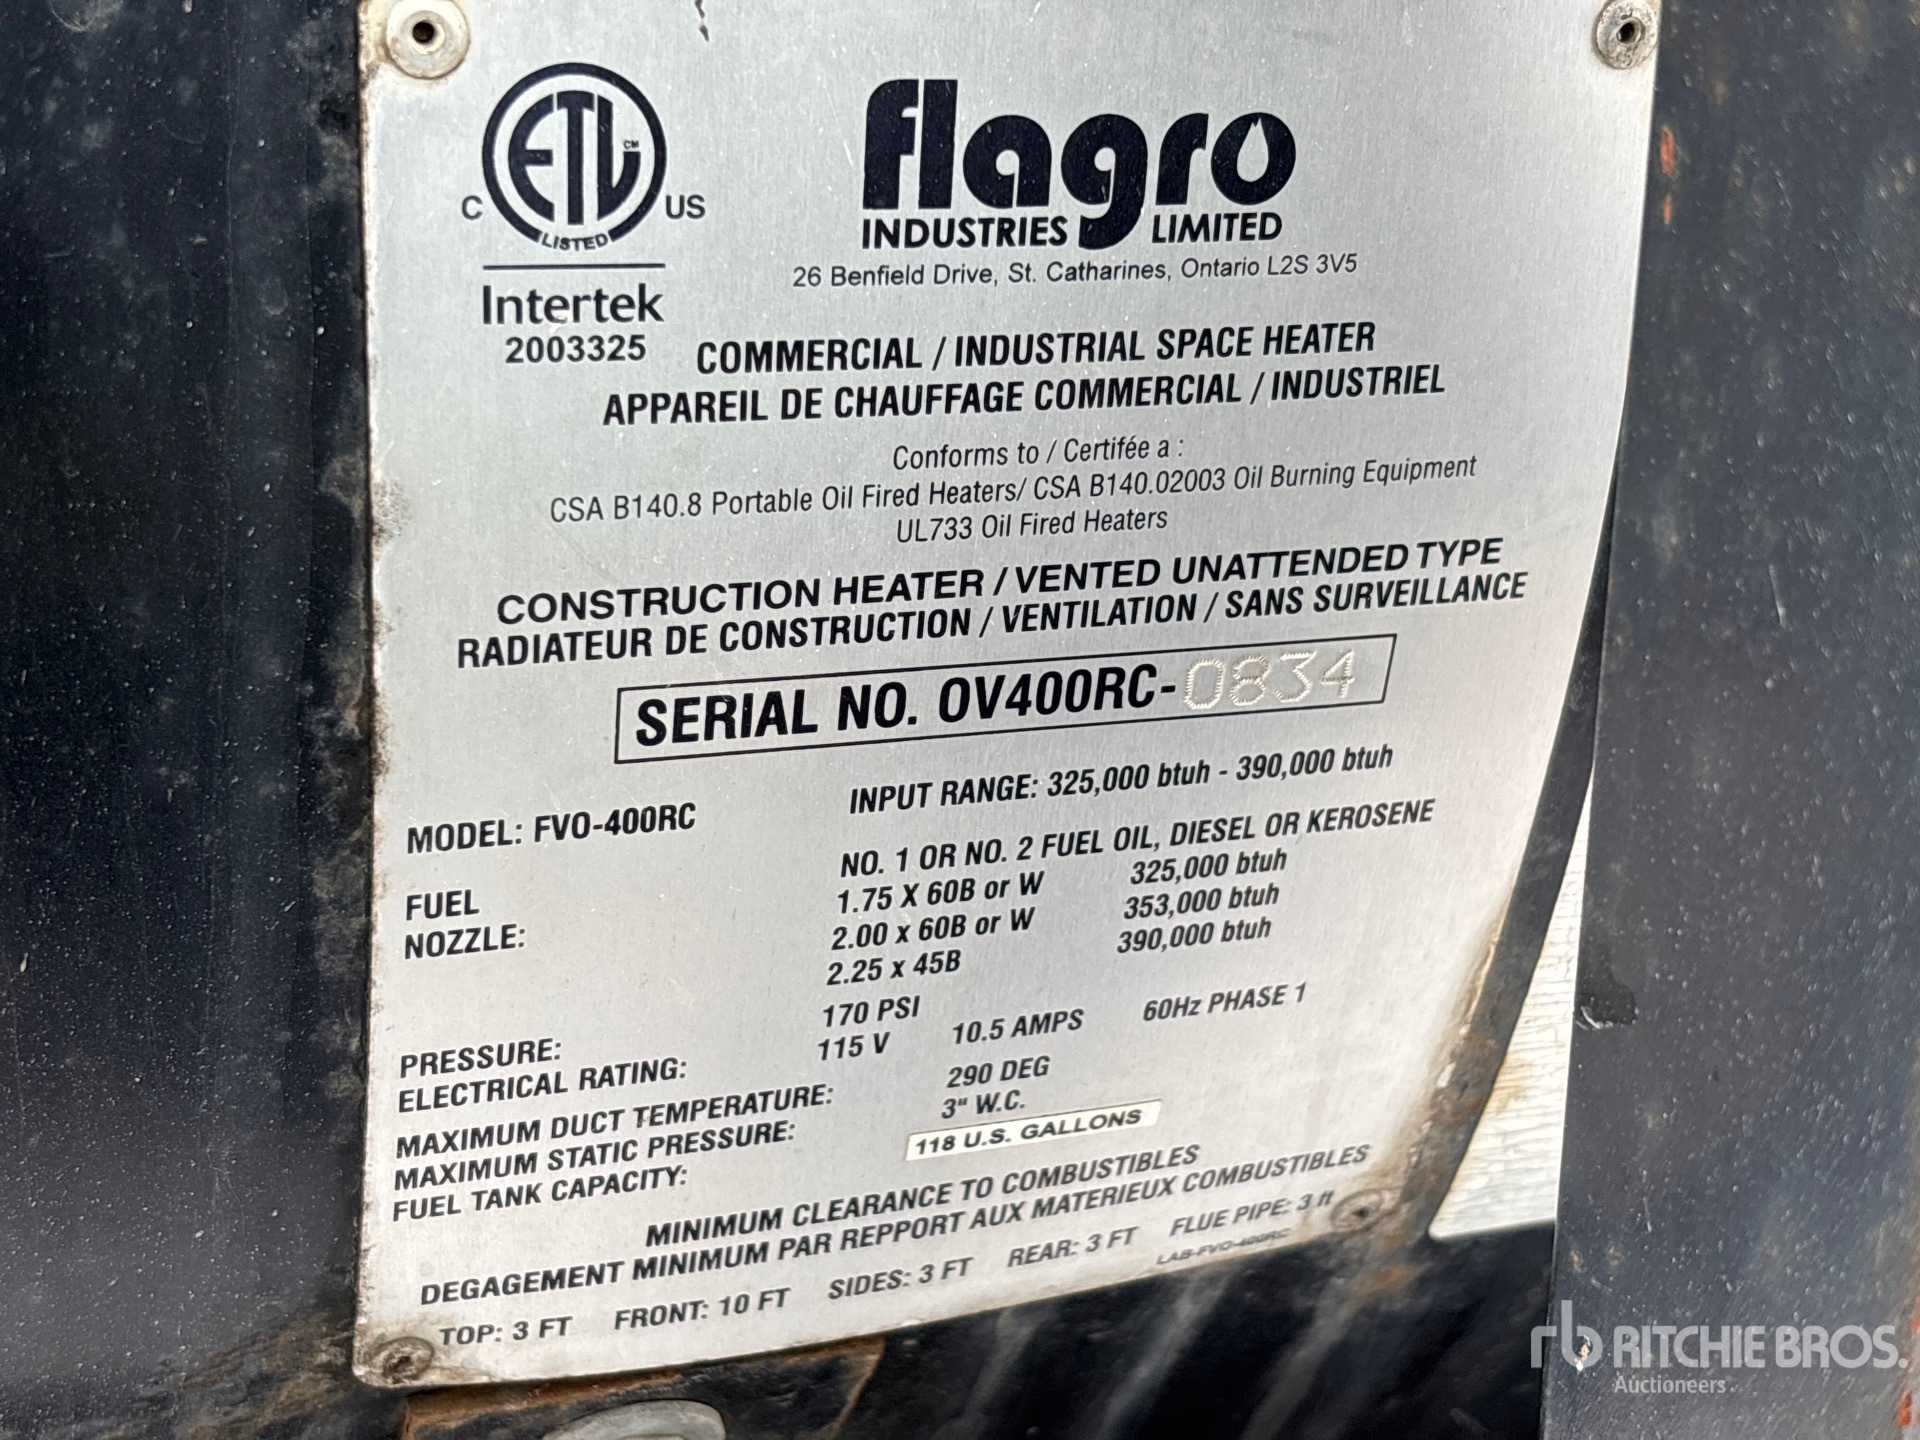 ETL CM
C US
LISTED
Intertek
2003325
flagro
INDUSTRIES LIMITED
26 Benfield Drive, St. Catharines, Ontario L2S 3V5
COMMERCIAL / INDUSTRIAL SPACE HEATER
APPAREIL DE CHAUFFAGE COMMERCIAL / INDUSTRIEL
Conforms to / Certifée a :
CSA B140.8 Portable Oil Fired Heaters/ CSA B140.02003 Oil Burning Equipment
UL733 Oil Fired Heaters
CONSTRUCTION HEATER / VENTED UNATTENDED TYPE
RADIATEUR DE CONSTRUCTION / VENTILATION / SANS SURVEILLANCE
SERIAL NO. OV400RC-0834
MODEL: FVO-400RC INPUT RANGE: 325,000 btuh - 390,000 btuh
FUEL NO. 1 OR NO. 2 FUEL OIL, DIESEL OR KEROSENE
NOZZLE: 1.75 X 60B or W 325,000 btuh
2.00 x 60B or W 353,000 btuh
2.25 x 45B 390,000 btuh
PRESSURE: 170 PSI
ELECTRICAL RATING: 115 V 10.5 AMPS 60Hz PHASE 1
MAXIMUM DUCT TEMPERATURE: 290 DEG
MAXIMUM STATIC PRESSURE: 3" W.C.
FUEL TANK CAPACITY: 118 U.S. GALLONS
MINIMUM CLEARANCE TO COMBUSTIBLES
DEGAGEMENT MINIMUM PAR REPPORT AUX MATERIEUX COMBUSTIBLES
TOP: 3 FT FRONT: 10 FT SIDES: 3 FT REAR: 3 FT FLUE PIPE: 3 ft
LAB-FVO-400RC
rb RITCHIE BROS.
Auctioneers